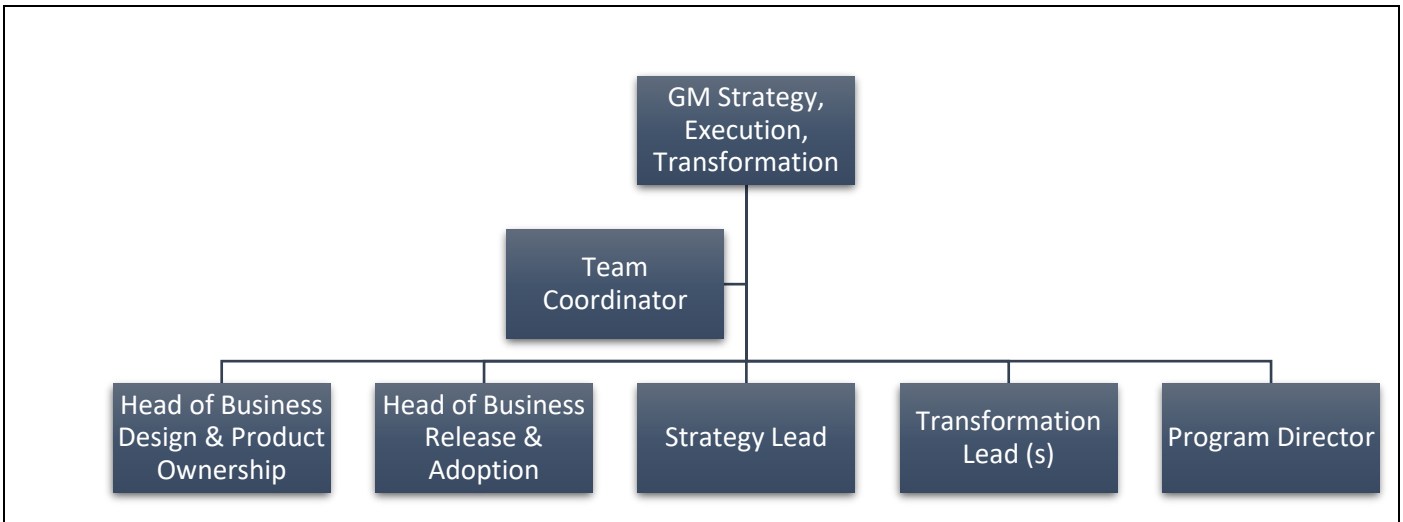 GM Strategy,
Execution,
Transformation
Team
Coordinator
Head of Business
Design & Product
Ownership
Head of Business
Release &
Adoption
Strategy Lead
Transformation
Lead (s)
Program Director